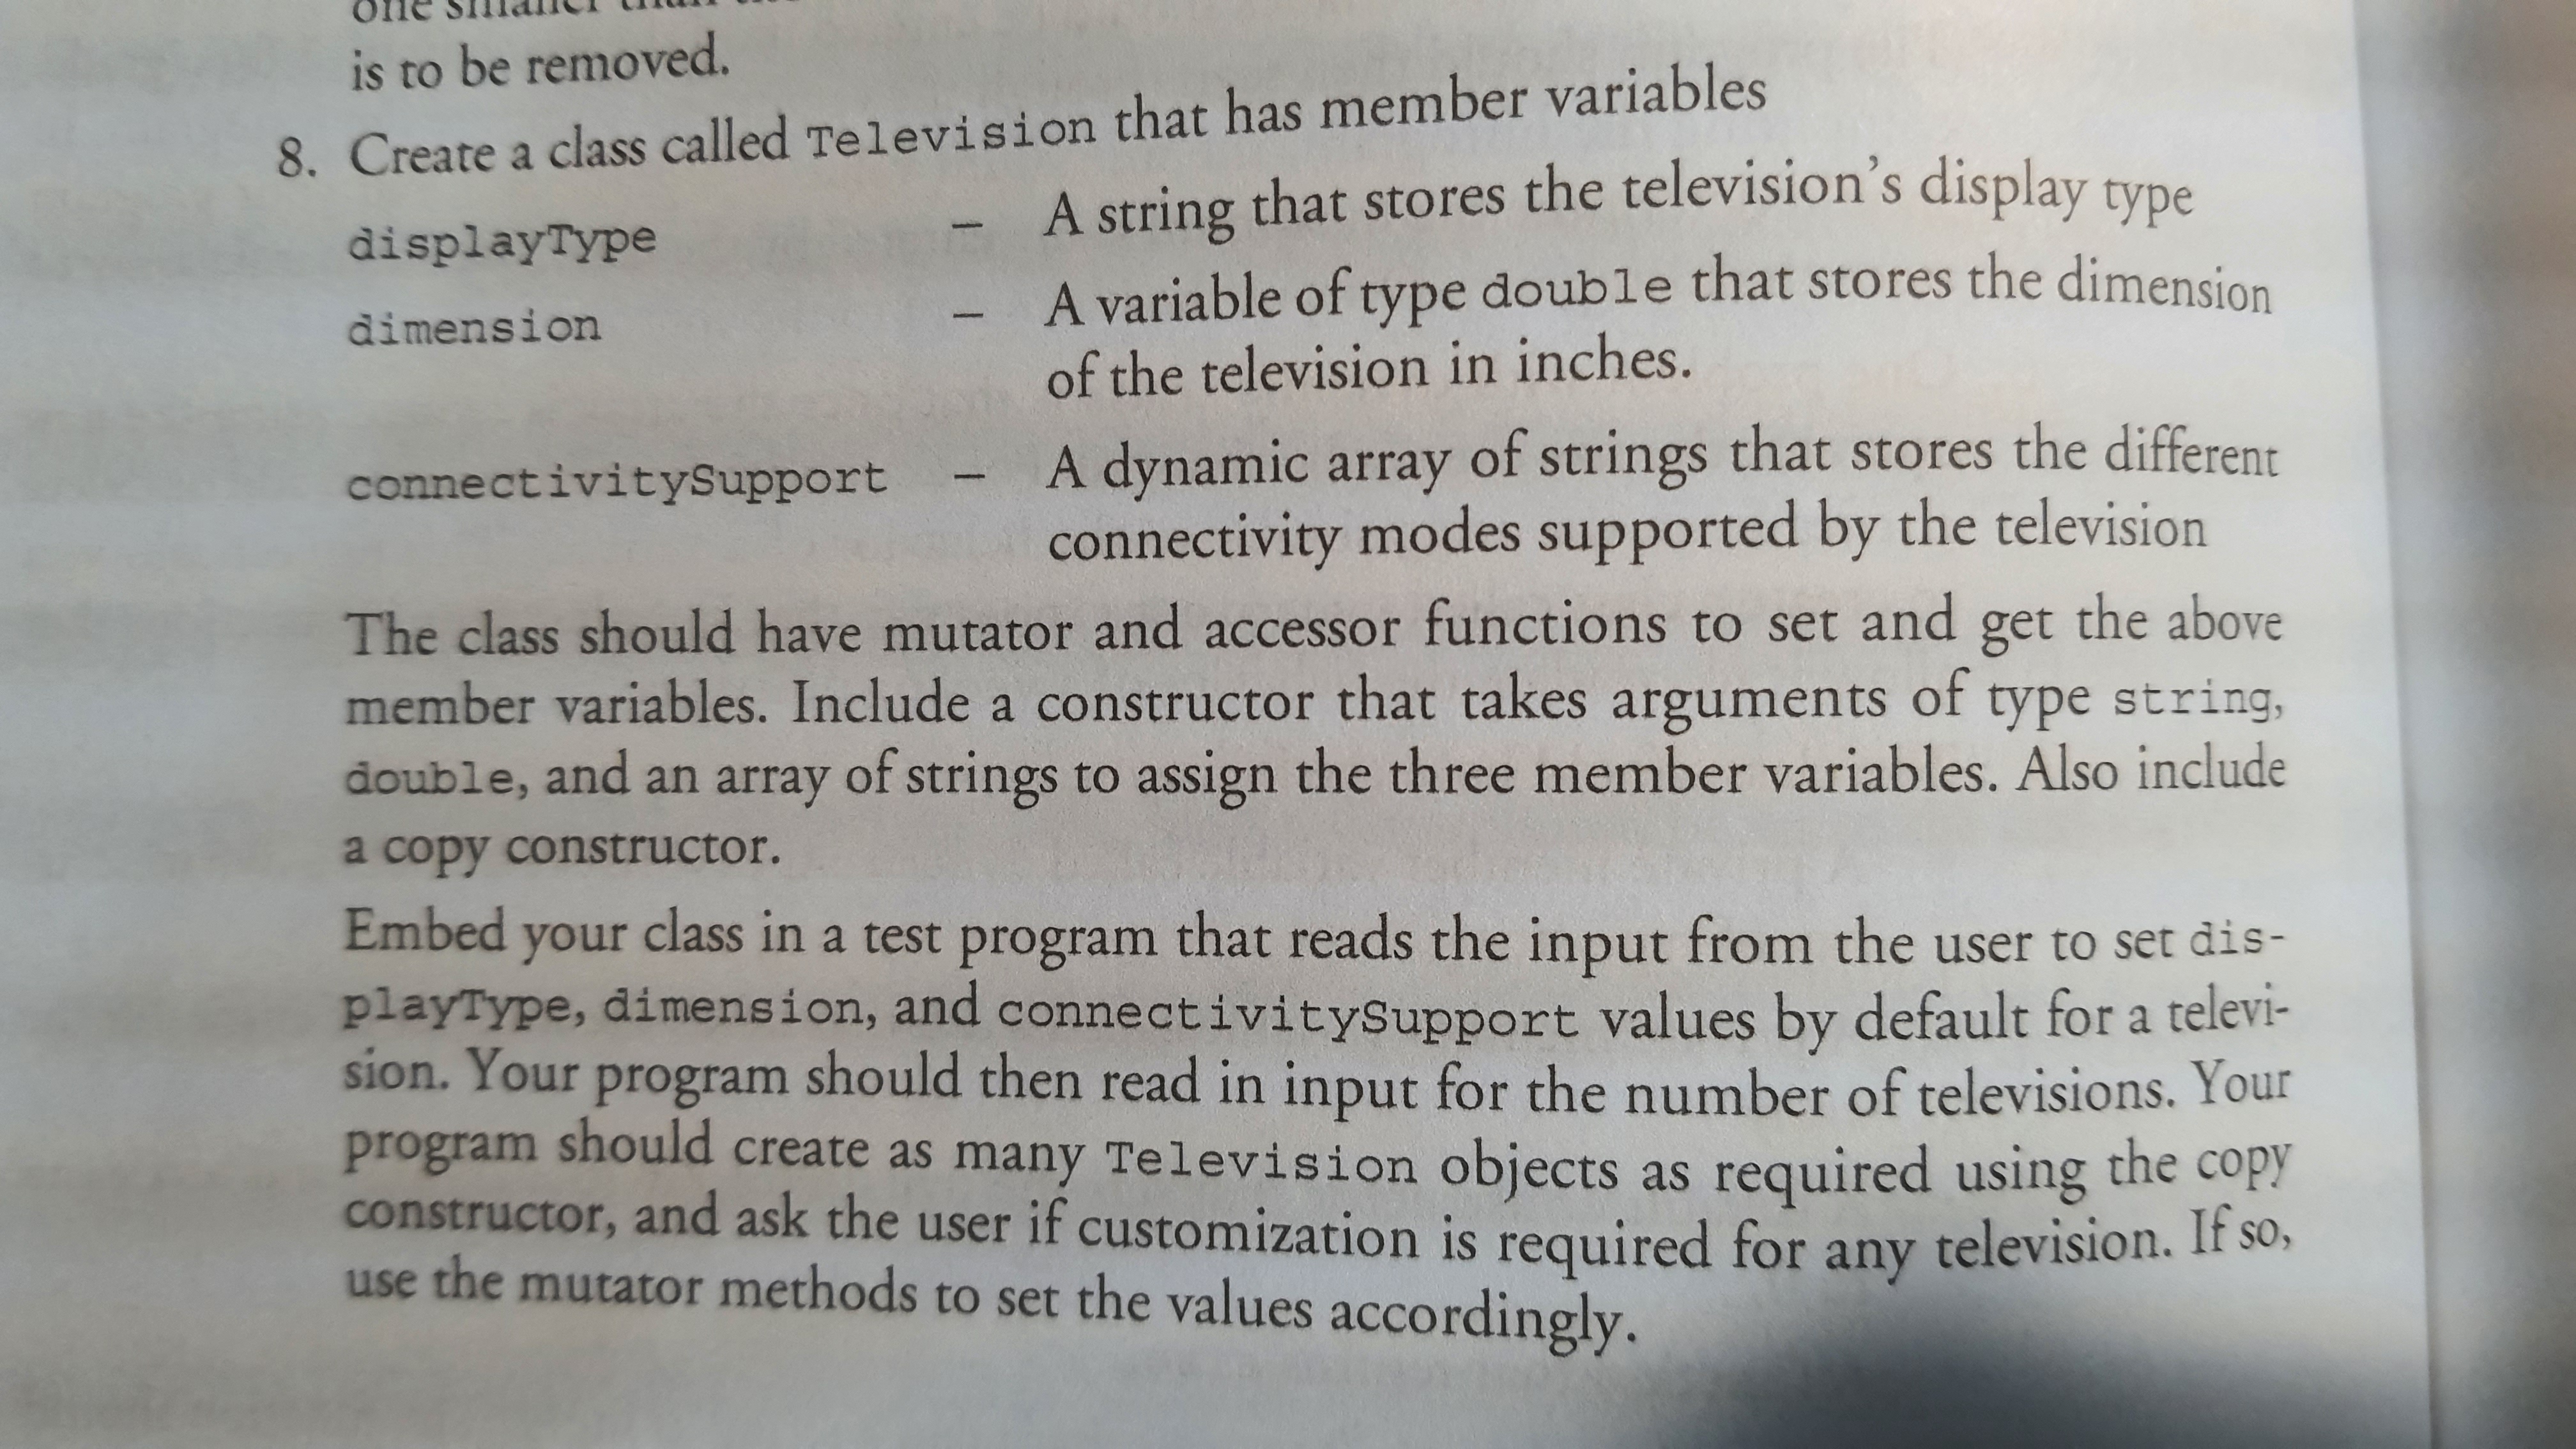 one smaller than
is to be removed.
8. Create a class called Television that has member variables
displayType – A string that stores the television's display type
dimension – A variable of type double that stores the dimension
of the television in inches.
connectivitySupport – A dynamic array of strings that stores the different
connectivity modes supported by the television
The class should have mutator and accessor functions to set and get the above
member variables. Include a constructor that takes arguments of type string,
double, and an array of strings to assign the three member variables. Also include
a copy constructor.
Embed your class in a test program that reads the input from the user to set dis-
playType, dimension, and connectivitySupport values by default for a televi-
sion. Your program should then read in input for the number of televisions. Your
program should create as many Television objects as required using the copy
constructor, and ask the user if customization is required for any television. If so,
use the mutator methods to set the values accordingly.